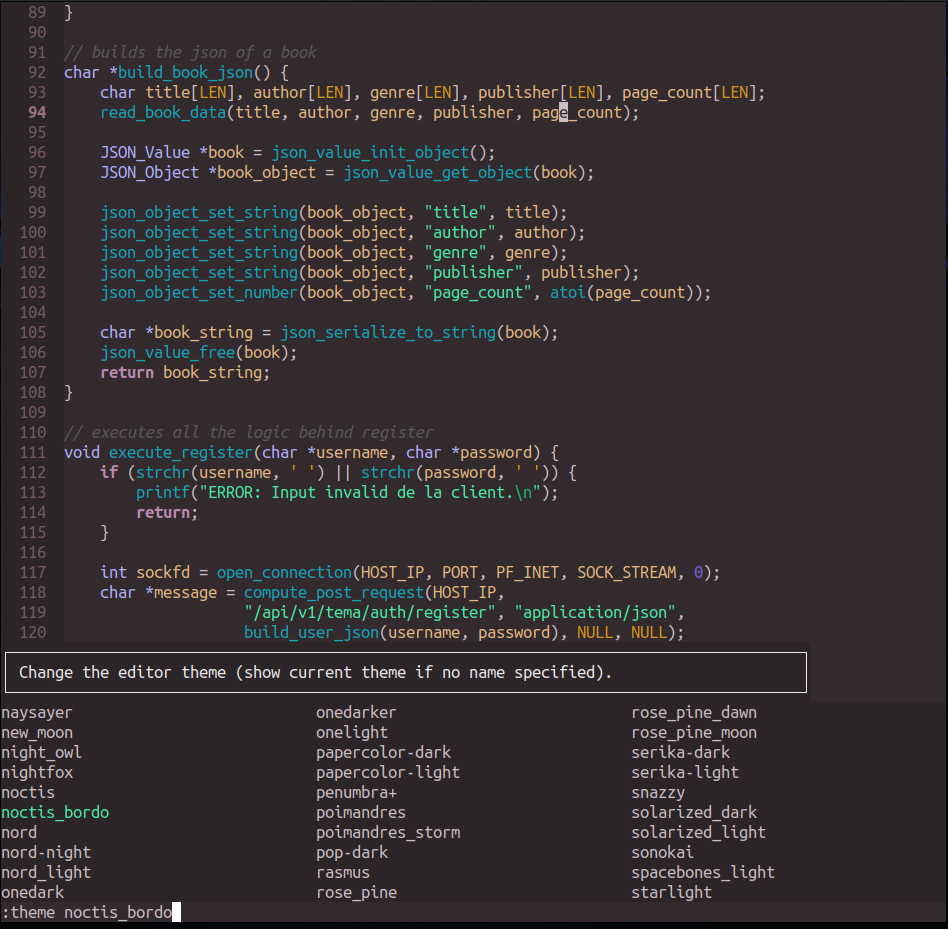 89 }
90
91 // builds the json of a book
92 char *build_book_json() {
93     char title[LEN], author[LEN], genre[LEN], publisher[LEN], page_count[LEN];
94     read_book_data(title, author, genre, publisher, page_count);
95
96     JSON_Value *book = json_value_init_object();
97     JSON_Object *book_object = json_value_get_object(book);
98
99     json_object_set_string(book_object, "title", title);
100     json_object_set_string(book_object, "author", author);
101     json_object_set_string(book_object, "genre", genre);
102     json_object_set_string(book_object, "publisher", publisher);
103     json_object_set_number(book_object, "page_count", atoi(page_count));
104
105     char *book_string = json_serialize_to_string(book);
106     json_value_free(book);
107     return book_string;
108 }
109
110 // executes all the logic behind register
111 void execute_register(char *username, char *password) {
112     if (strchr(username, ' ') || strchr(password, ' ')) {
113         printf("ERROR: Input invalid de la client.\n");
114         return;
115     }
116
117     int sockfd = open_connection(HOST_IP, PORT, PF_INET, SOCK_STREAM, 0);
118     char *message = compute_post_request(HOST_IP,
119                     "/api/v1/tema/auth/register", "application/json",
120                     build_user_json(username, password), NULL, NULL);
Change the editor theme (show current theme if no name specified).
naysayer onedarker rose_pine_dawn
new_moon onelight rose_pine_moon
night_owl papercolor-dark serika-dark
nightfox papercolor-light serika-light
noctis penumbra+ snazzy
noctis_bordo poimandres solarized_dark
nord poimandres_storm solarized_light
nord-night pop-dark sonokai
nord_light rasmus spacebones_light
onedark rose_pine starlight
:theme noctis_bordo